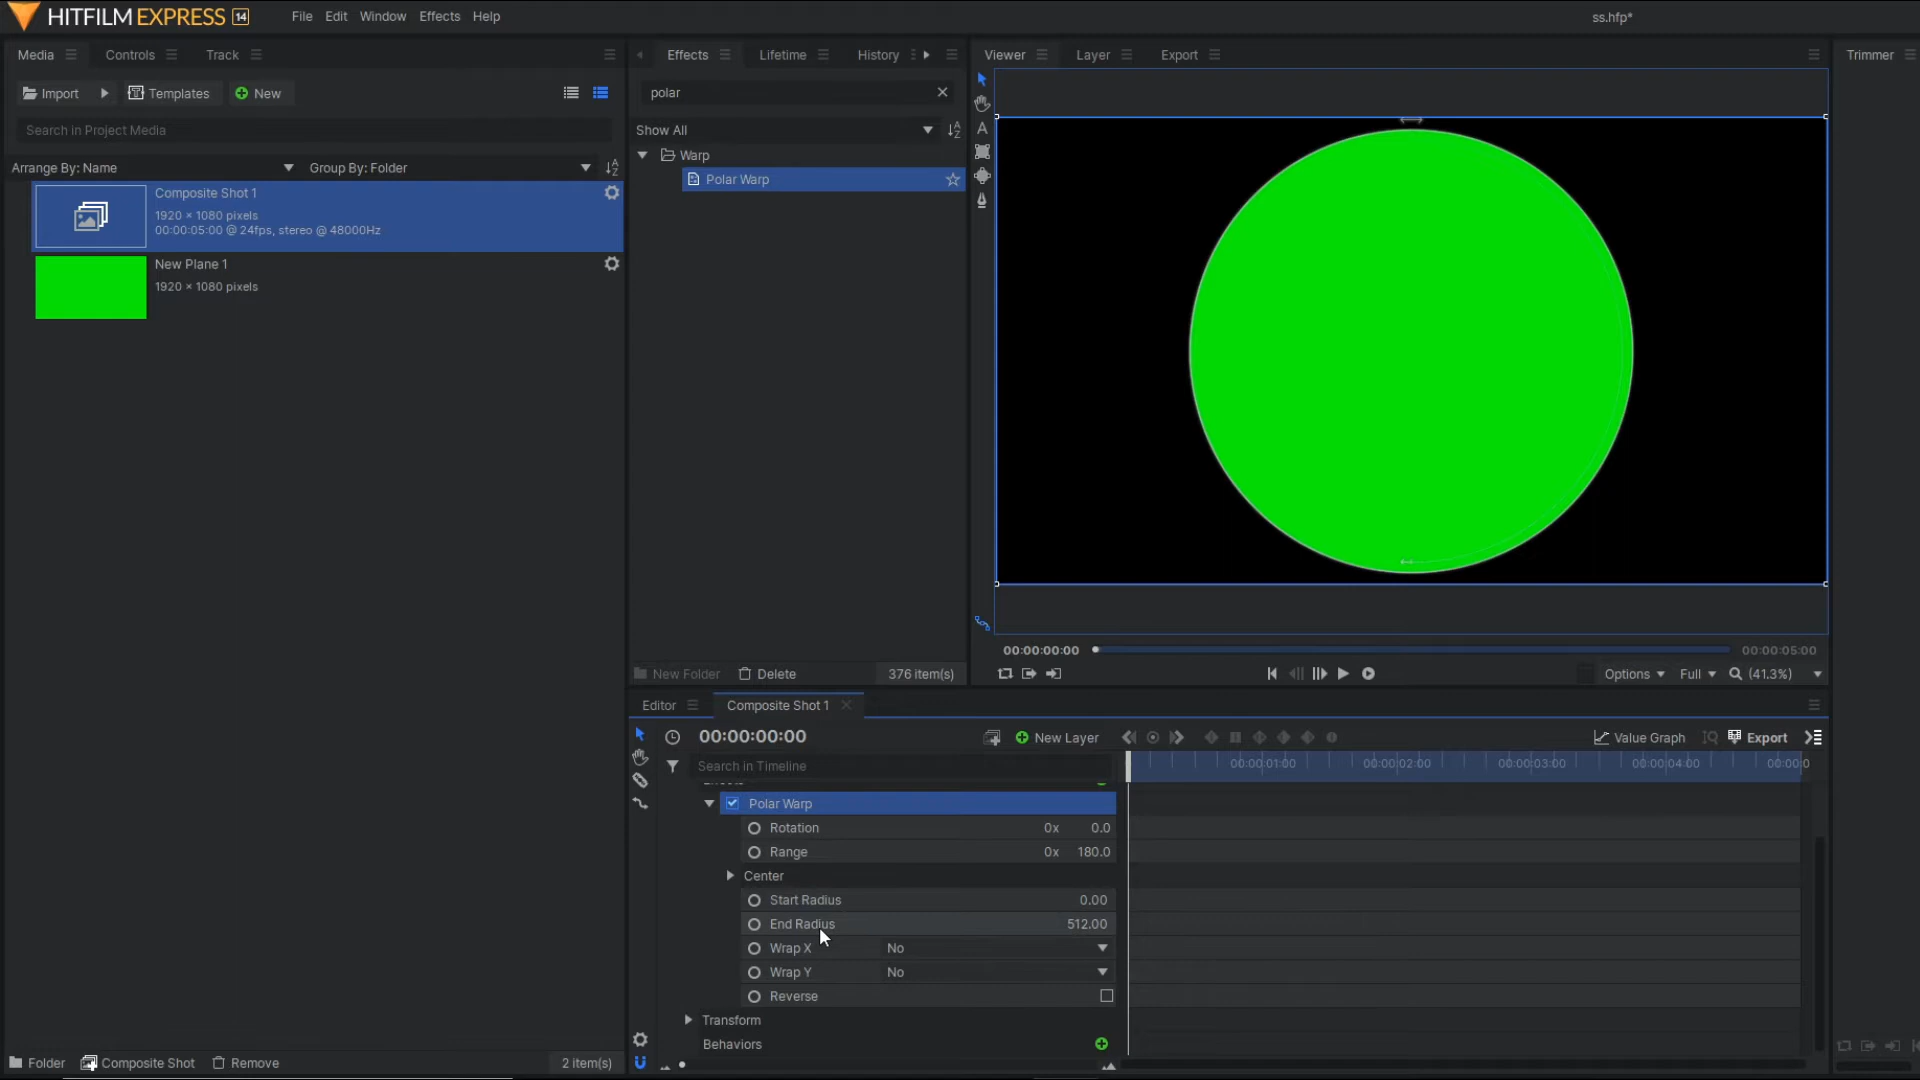 HITFILM EXPRESS 14
File Edit Window Effects Help
ss.hfp*
Media Controls Track
Effects Lifetime History
Viewer Layer Export
Trimmer
Import Templates New
polar
Search in Project Media
Show All
Arrange By: Name Group By: Folder
Warp
Polar Warp
Composite Shot 1
1920 × 1080 pixels
00:00:05:00 @ 24fps, stereo @ 48000Hz
New Plane 1
1920 × 1080 pixels
00:00:00:00 00:00:05:00
New Folder Delete 376 item(s)
Options Full (41.3%)
Editor Composite Shot 1
00:00:00:00 New Layer Value Graph Export
Search in Timeline
00:00:01:00 00:00:02:00 00:00:03:00 00:00:04:00 00:00:0
Polar Warp
Rotation 0x 0.0
Range 0x 180.0
Center
Start Radius 0.00
End Radius 512.00
Wrap X No
Wrap Y No
Reverse
Transform
Behaviors
Folder Composite Shot Remove 2 item(s)